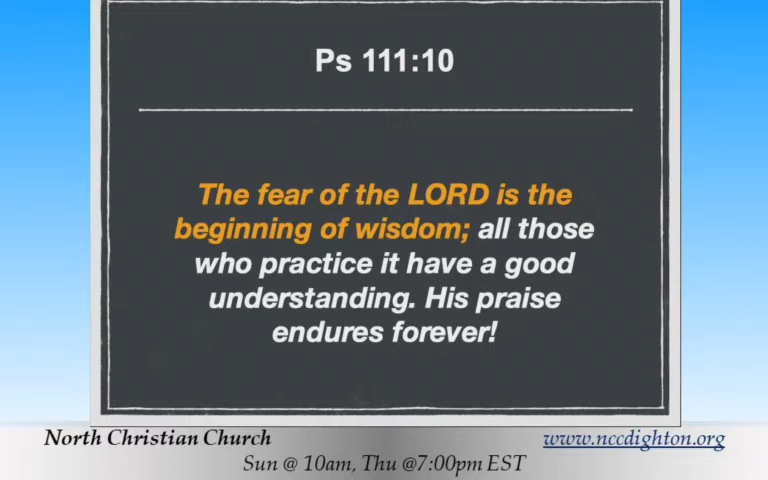 Ps 111:10
The fear of the LORD is the
beginning of wisdom; all those
who practice it have a good
understanding. His praise
endures forever!
North Christian Church
www.nccdighton.org
Sun @ 10am, Thu @7:00pm EST